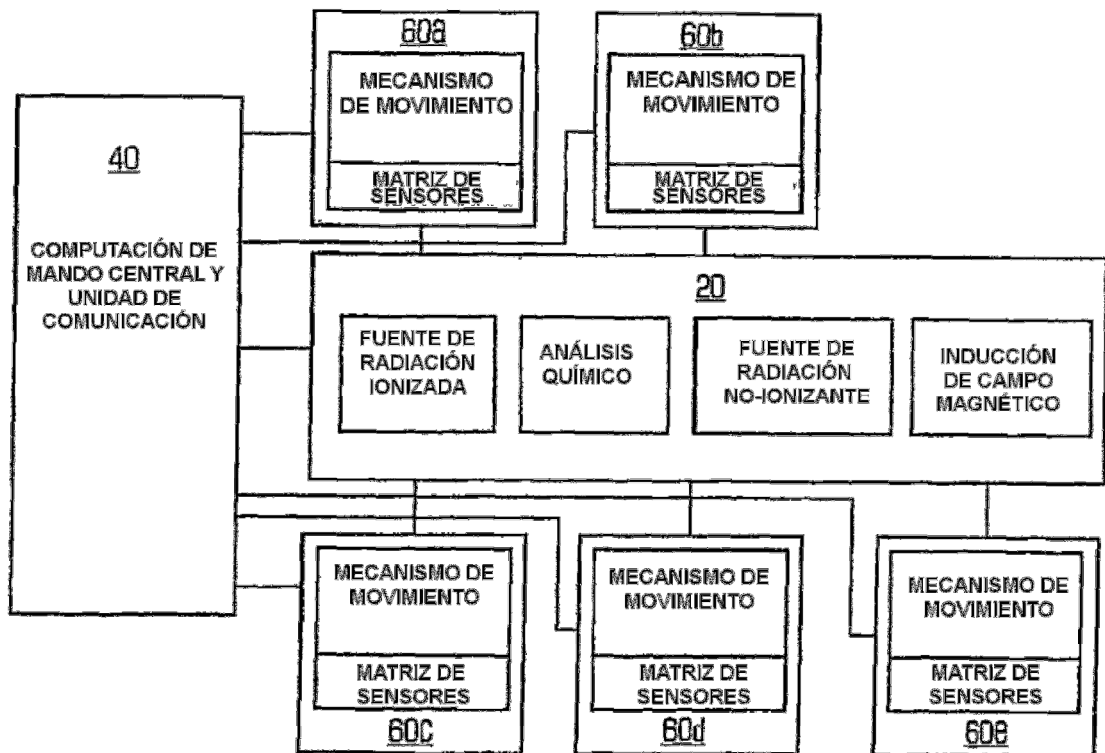 60a
MECANISMO
DE MOVIMIENTO
MATRIZ DE
SENSORES
60b
MECANISMO DE
MOVIMIENTO
MATRIZ DE
SENSORES
40
COMPUTACIÓN DE
MANDO CENTRAL Y
UNIDAD DE
COMUNICACIÓN
20
FUENTE DE
RADIACIÓN
IONIZADA
ANÁLISIS
QUÍMICO
FUENTE DE
RADIACIÓN
NO-IONIZANTE
INDUCCIÓN
DE CAMPO
MAGNÉTICO
MECANISMO DE
MOVIMIENTO
MATRIZ DE
SENSORES
60c
MECANISMO DE
MOVIMIENTO
MATRIZ DE
SENSORES
60d
MECANISMO DE
MOVIMIENTO
MATRIZ DE
SENSORES
60e